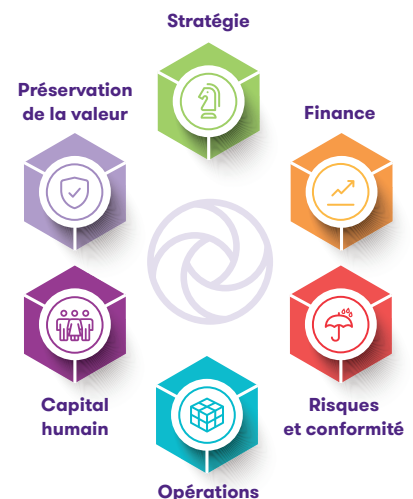 Stratégie
Préservation
de la valeur
Finance
Capital
humain
Risques
et conformité
Opérations